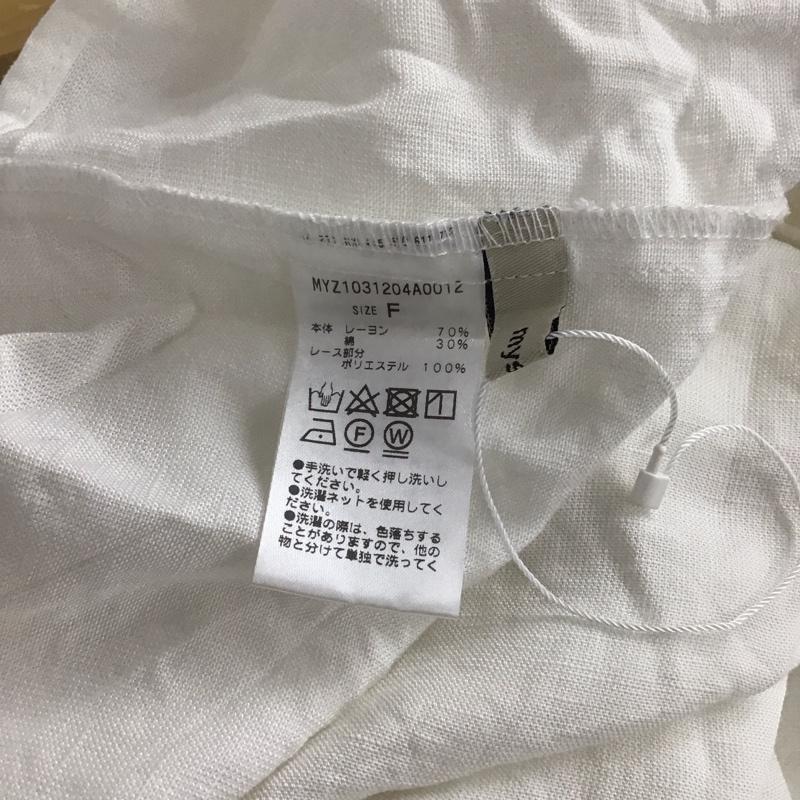 MYZ1031204A0012
SIZE F
本体 レーヨン 70%
綿 30%
レース部分
ポリエステル 100%
F W
●手洗いで軽く押し洗いし
てください。
●洗濯ネットを使用してく
ださい。
●洗濯の際は、色落ちする
ことがありますので、他の
物と分けて単独で洗ってく
my